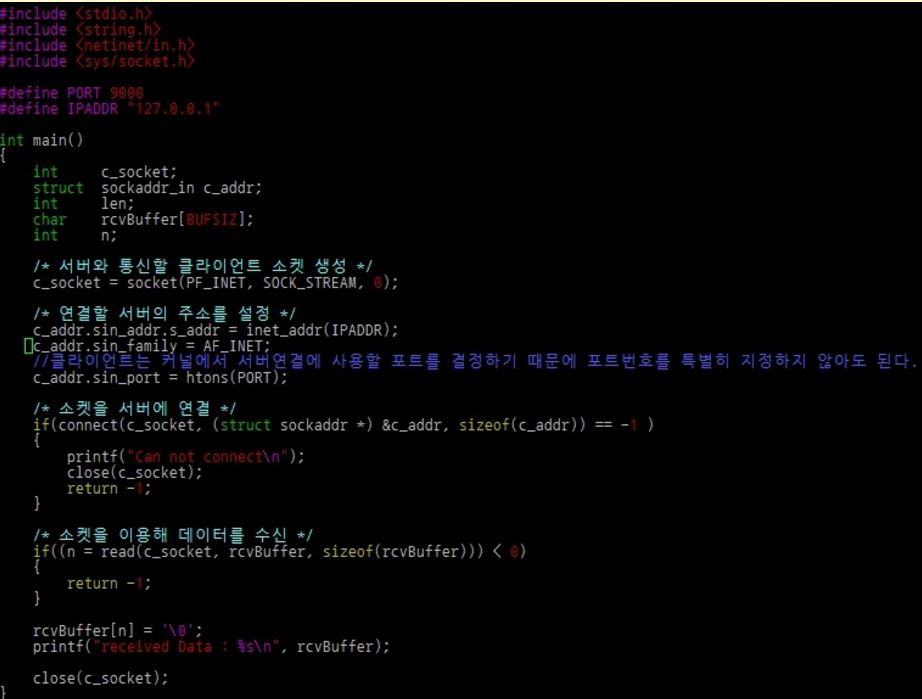 #include <stdio.h>
#include <string.h>
#include <netinet/in.h>
#include <sys/socket.h>

#define PORT 9000
#define IPADDR "127.0.0.1"

int main()
{
    int     c_socket;
    struct  sockaddr_in c_addr;
    int     len;
    char    rcvBuffer[BUFSIZ];
    int     n;

    /* 서버와 통신할 클라이언트 소켓 생성 */
    c_socket = socket(PF_INET, SOCK_STREAM, 0);

    /* 연결할 서버의 주소를 설정 */
    c_addr.sin_addr.s_addr = inet_addr(IPADDR);
    c_addr.sin_family = AF_INET;
    //클라이언트는 커널에서 서버연결에 사용할 포트를 결정하기 때문에 포트번호를 특별히 지정하지 않아도 된다.
    c_addr.sin_port = htons(PORT);

    /* 소켓을 서버에 연결 */
    if(connect(c_socket, (struct sockaddr *) &c_addr, sizeof(c_addr)) == -1 )
    {
        printf("Can not connect\n");
        close(c_socket);
        return -1;
    }

    /* 소켓을 이용해 데이터를 수신 */
    if((n = read(c_socket, rcvBuffer, sizeof(rcvBuffer))) < 0)
    {
        return -1;
    }

    rcvBuffer[n] = '\0';
    printf("received Data : %s\n", rcvBuffer);

    close(c_socket);
}